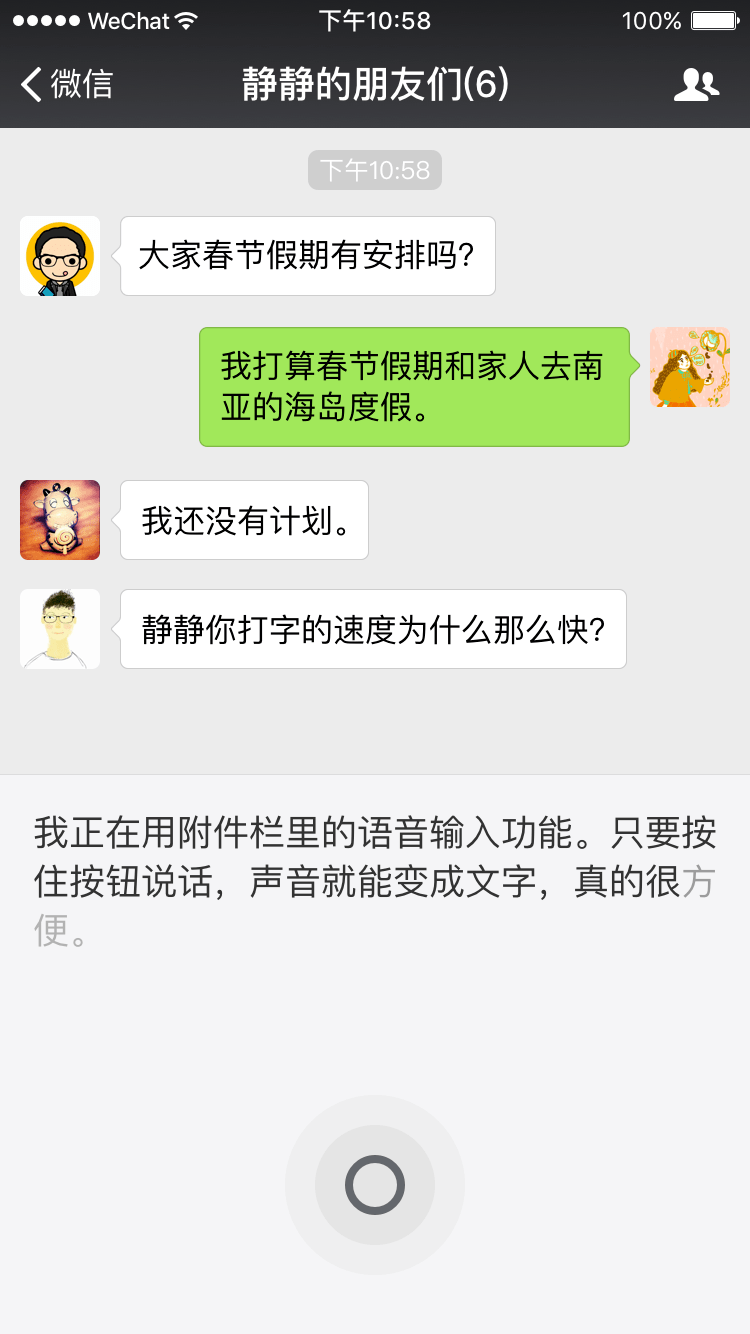 WeChat 下午10:58 100%
微信 静静的朋友们(6)
下午10:58
大家春节假期有安排吗?
我打算春节假期和家人去南
亚的海岛度假。
我还没有计划。
静静你打字的速度为什么那么快?
我正在用附件栏里的语音输入功能。只要按
住按钮说话，声音就能变成文字，真的很方
便。